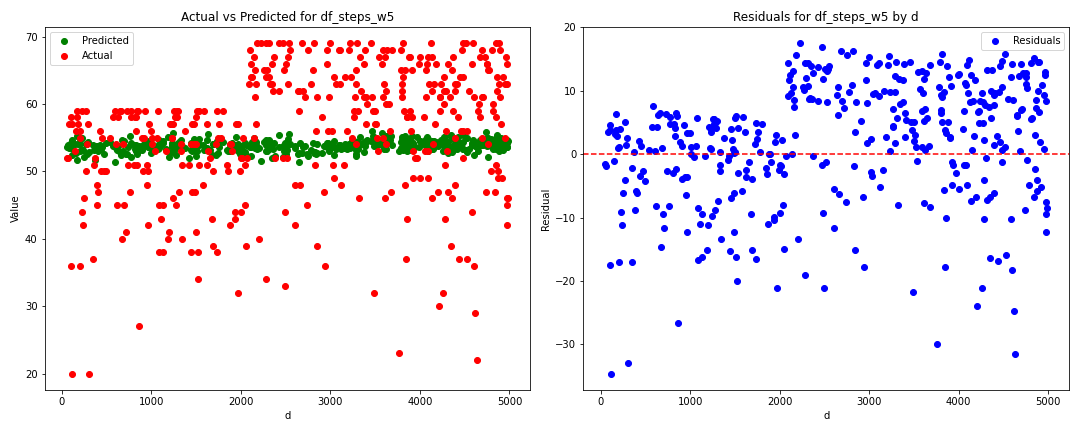 Actual vs Predicted for df_steps_w5
Predicted
Actual
Value
70
60
50
40
30
20
0
1000
2000
3000
4000
5000
d
Residuals for df_steps_w5 by d
Residuals
Residual
20
10
0
−10
−20
−30
0
1000
2000
3000
4000
5000
d